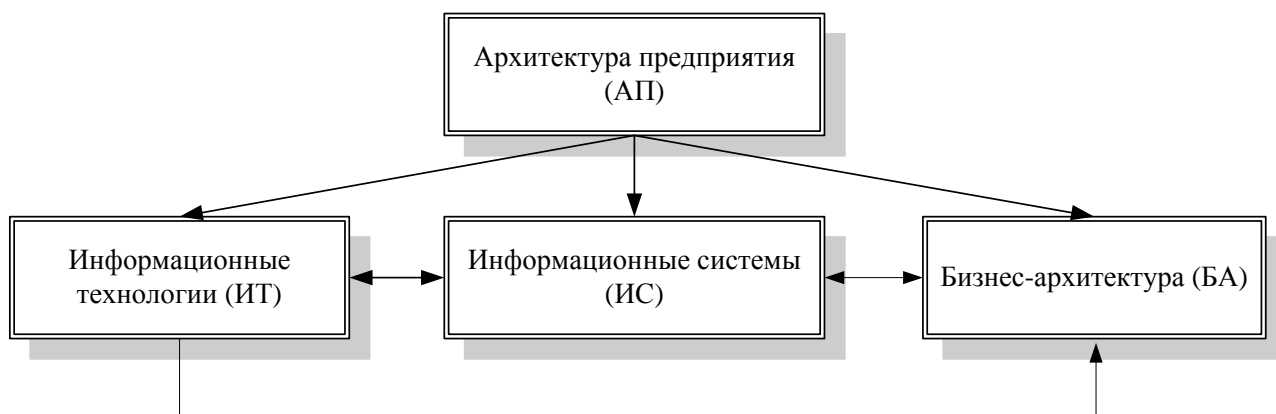 Архитектура предприятия
(АП)
Информационные
технологии (ИТ)
Информационные системы
(ИС)
Бизнес-архитектура (БА)